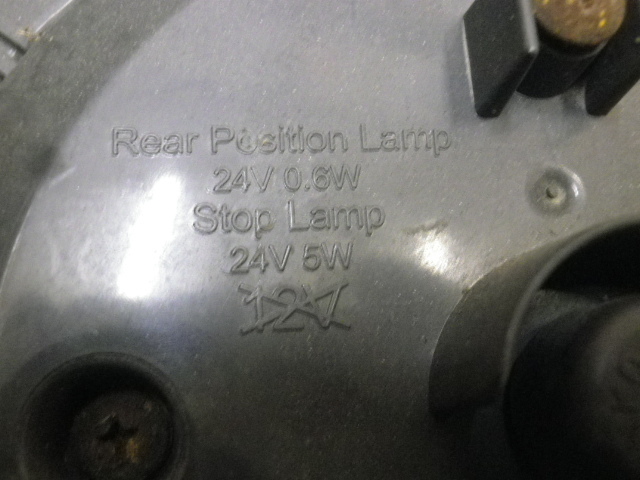 Rear Position Lamp
24V 0.6W
Stop Lamp
24V 5W
12V